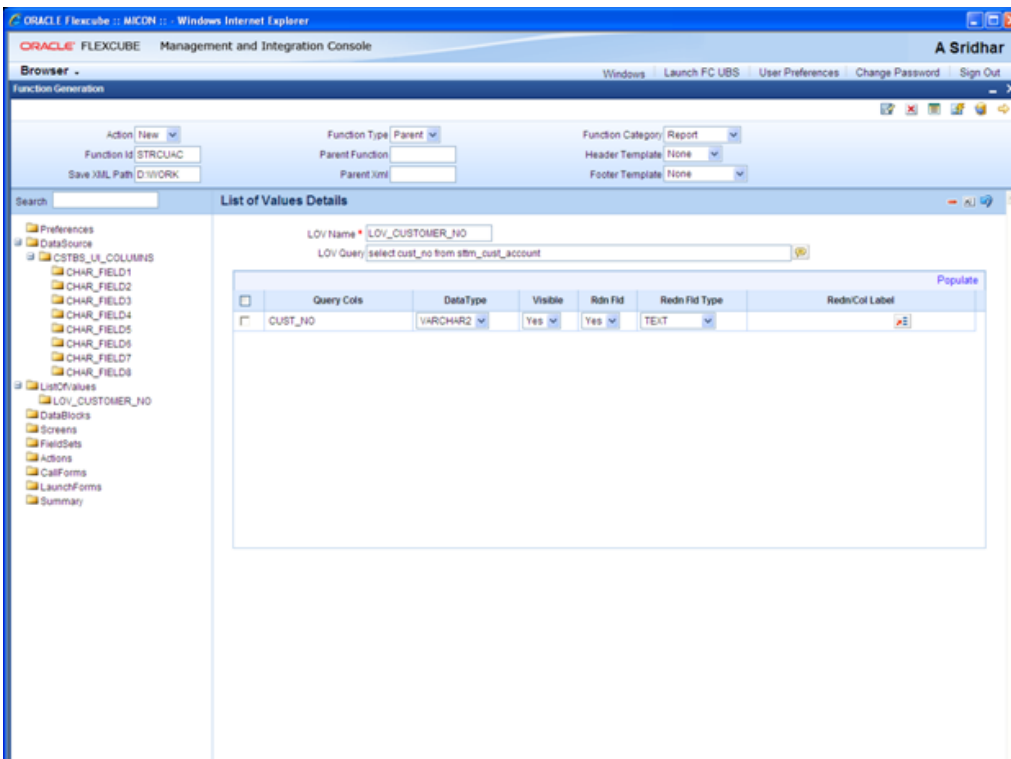 ORACLE Flexcube :: MICON :: - Windows Internet Explorer
ORACLE' FLEXCUBE Management and Integration Console A Sridhar
Browser Windows Launch FC UBS User Preferences Change Password Sign Out
Function Generation
Action New Function Type Parent Function Category Report
Function Id STRCUAC Parent Function Header Template None
Save XML Path D:\WORK Parent Xml Footer Template None
Search List of Values Details
Preferences
DataSource
CSTBS_UI_COLUMNS
CHAR_FIELD1
CHAR_FIELD2
CHAR_FIELD3
CHAR_FIELD4
CHAR_FIELD5
CHAR_FIELD6
CHAR_FIELD7
CHAR_FIELD8
ListOfValues
LOV_CUSTOMER_NO
DataBlocks
Screens
FieldSets
Actions
CallForms
LaunchForms
Summary
LOV Name * LOV_CUSTOMER_NO
LOV Query select cust_no from sttm_cust_account
Populate
Query Cols DataType Visible Rdn Fld Redn Fld Type Redn/Col Label
CUST_NO VARCHAR2 Yes Yes TEXT